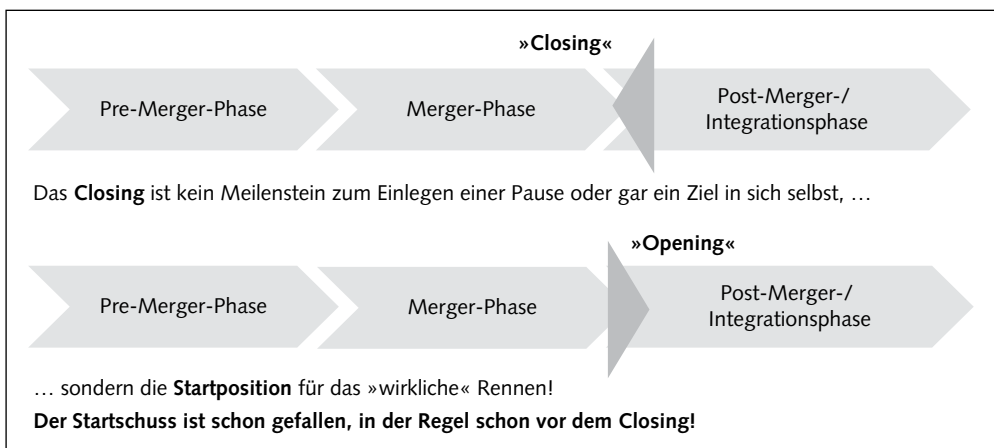 »Closing«
Pre-Merger-Phase
Merger-Phase
Post-Merger-/
Integrationsphase
Das Closing ist kein Meilenstein zum Einlegen einer Pause oder gar ein Ziel in sich selbst, …
»Opening«
Pre-Merger-Phase
Merger-Phase
Post-Merger-/
Integrationsphase
… sondern die Startposition für das »wirkliche« Rennen!
Der Startschuss ist schon gefallen, in der Regel schon vor dem Closing!